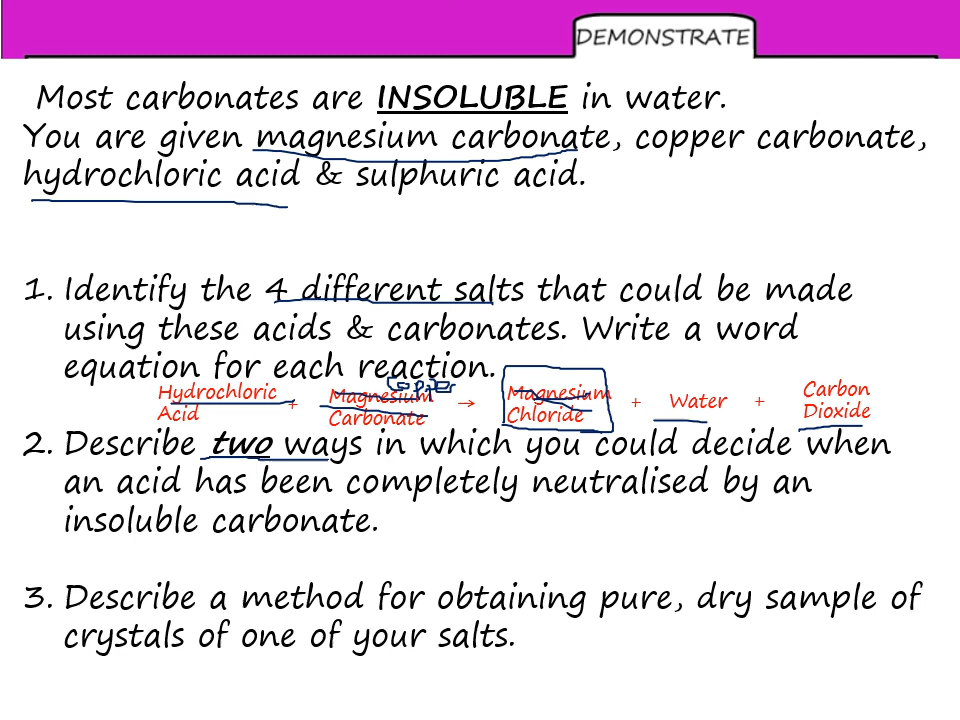 DEMONSTRATE
Most carbonates are INSOLUBLE in water.
You are given magnesium carbonate, copper carbonate,
hydrochloric acid & sulphuric acid.
1. Identify the 4 different salts that could be made
using these acids & carbonates. Write a word
equation for each reaction.
Copper
Hydrochloric Acid + Magnesium Carbonate → Magnesium Chloride + Water + Carbon Dioxide
2. Describe two ways in which you could decide when
an acid has been completely neutralised by an
insoluble carbonate.
3. Describe a method for obtaining pure, dry sample of
crystals of one of your salts.